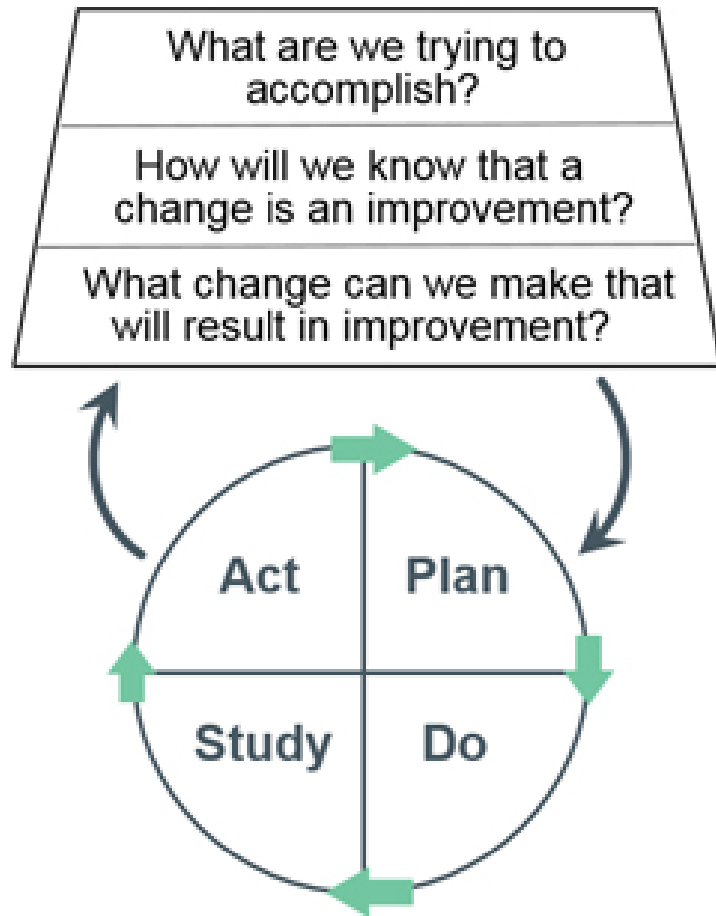 What are we trying to
accomplish?
How will we know that a
change is an improvement?
What change can we make that
will result in improvement?
Act
Plan
Study
Do